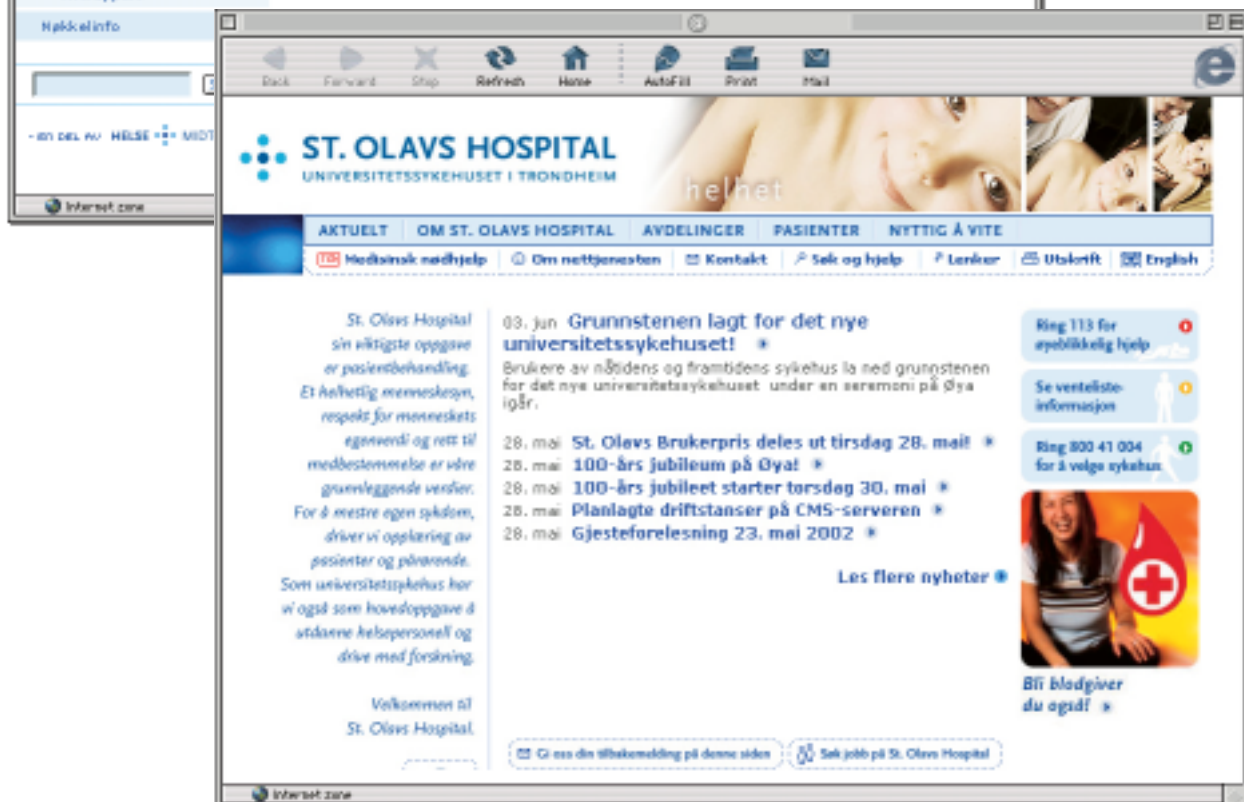 Nøkkelinfo
- EN DEL AV HELSE MIDT
Internet zone
Back Forward Stop Refresh Home AutoFill Print Mail
ST. OLAVS HOSPITAL
UNIVERSITETSSYKEHUSET I TRONDHEIM
helhet
AKTUELT OM ST. OLAVS HOSPITAL AVDELINGER PASIENTER NYTTIG Å VITE
Medisinsk nødhjelp Om nettjenesten Kontakt Søk og hjelp Lenker Utskrift English
St. Olavs Hospital
sin viktigste oppgave
er pasientbehandling.
Et helhetlig menneskesyn,
respekt for menneskets
egenverdi og rett til
medbestemmelse er våre
grunnleggende verdier.
For å mestre egen sykdom,
driver vi opplæring av
pasienter og pårørende.
Som universitetssykehus har
vi også som hovedoppgave å
utdanne helsepersonell og
drive med forskning.
Velkommen til
St. Olavs Hospital.
03. jun Grunnstenen lagt for det nye
universitetssykehuset!
Brukere av nåtidens og framtidens sykehus la ned grunnstenen
for det nye universitetssykehuset under en seremoni på Øya
igår.
28. mai St. Olavs Brukerpris deles ut tirsdag 28. mai!
28. mai 100-års jubileum på Øya!
28. mai 100-års jubileet starter torsdag 30. mai
28. mai Planlagte driftstanser på CMS-serveren
28. mai Gjesteforelesning 23. mai 2002
Les flere nyheter
Gi oss din tilbakemelding på denne siden
Søk jobb på St. Olavs Hospital
Ring 113 for
øyeblikkelig hjelp
Se venteliste-
informasjon
Ring 800 41 004
for å velge sykehus
Bli blodgiver
du også!
Internet zone